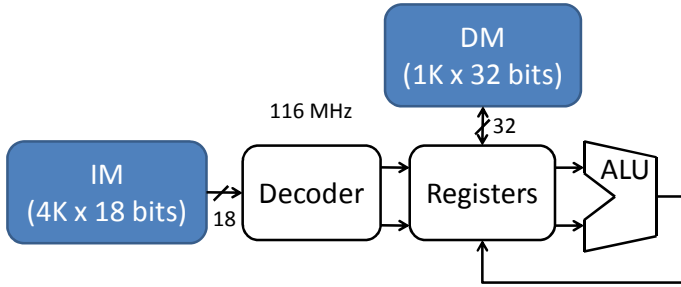 DM
(1K x 32 bits)
116 MHz
32
IM
(4K x 18 bits)
18
Decoder
Registers
ALU